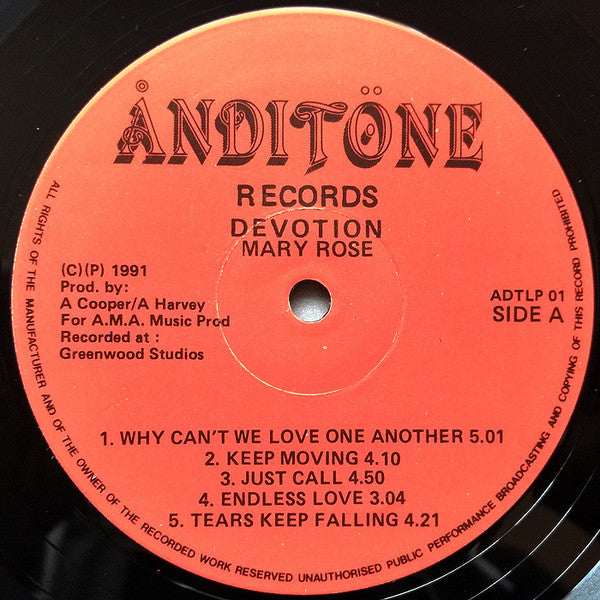 ÅNDITÖNE
RECORDS
DEVOTION
MARY ROSE
(C)(P) 1991
Prod. by:
A Cooper/A Harvey
For A.M.A. Music Prod
Recorded at :
Greenwood Studios
ADTLP 01
SIDE A
1. WHY CAN'T WE LOVE ONE ANOTHER 5.01
2. KEEP MOVING 4.10
3. JUST CALL 4.50
4. ENDLESS LOVE 3.04
5. TEARS KEEP FALLING 4.21
ALL RIGHTS OF THE MANUFACTURER AND OF THE OWNER OF THE RECORDED WORK RESERVED UNAUTHORISED PUBLIC PERFORMANCE BROADCASTING AND COPYING OF THIS RECORD PROHIBITED